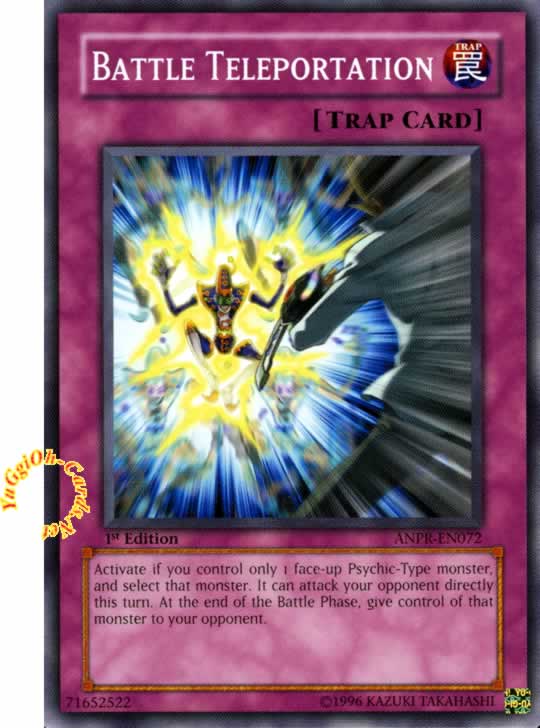 BATTLE TELEPORTATION
TRAP
罠
[TRAP CARD]
YuGgiOh-Cards.Net
1st Edition
ANPR-EN072
Activate if you control only 1 face-up Psychic-Type monster,
and select that monster. It can attack your opponent directly
this turn. At the end of the Battle Phase, give control of that
monster to your opponent.
71652522
©1996 KAZUKI TAKAHASHI